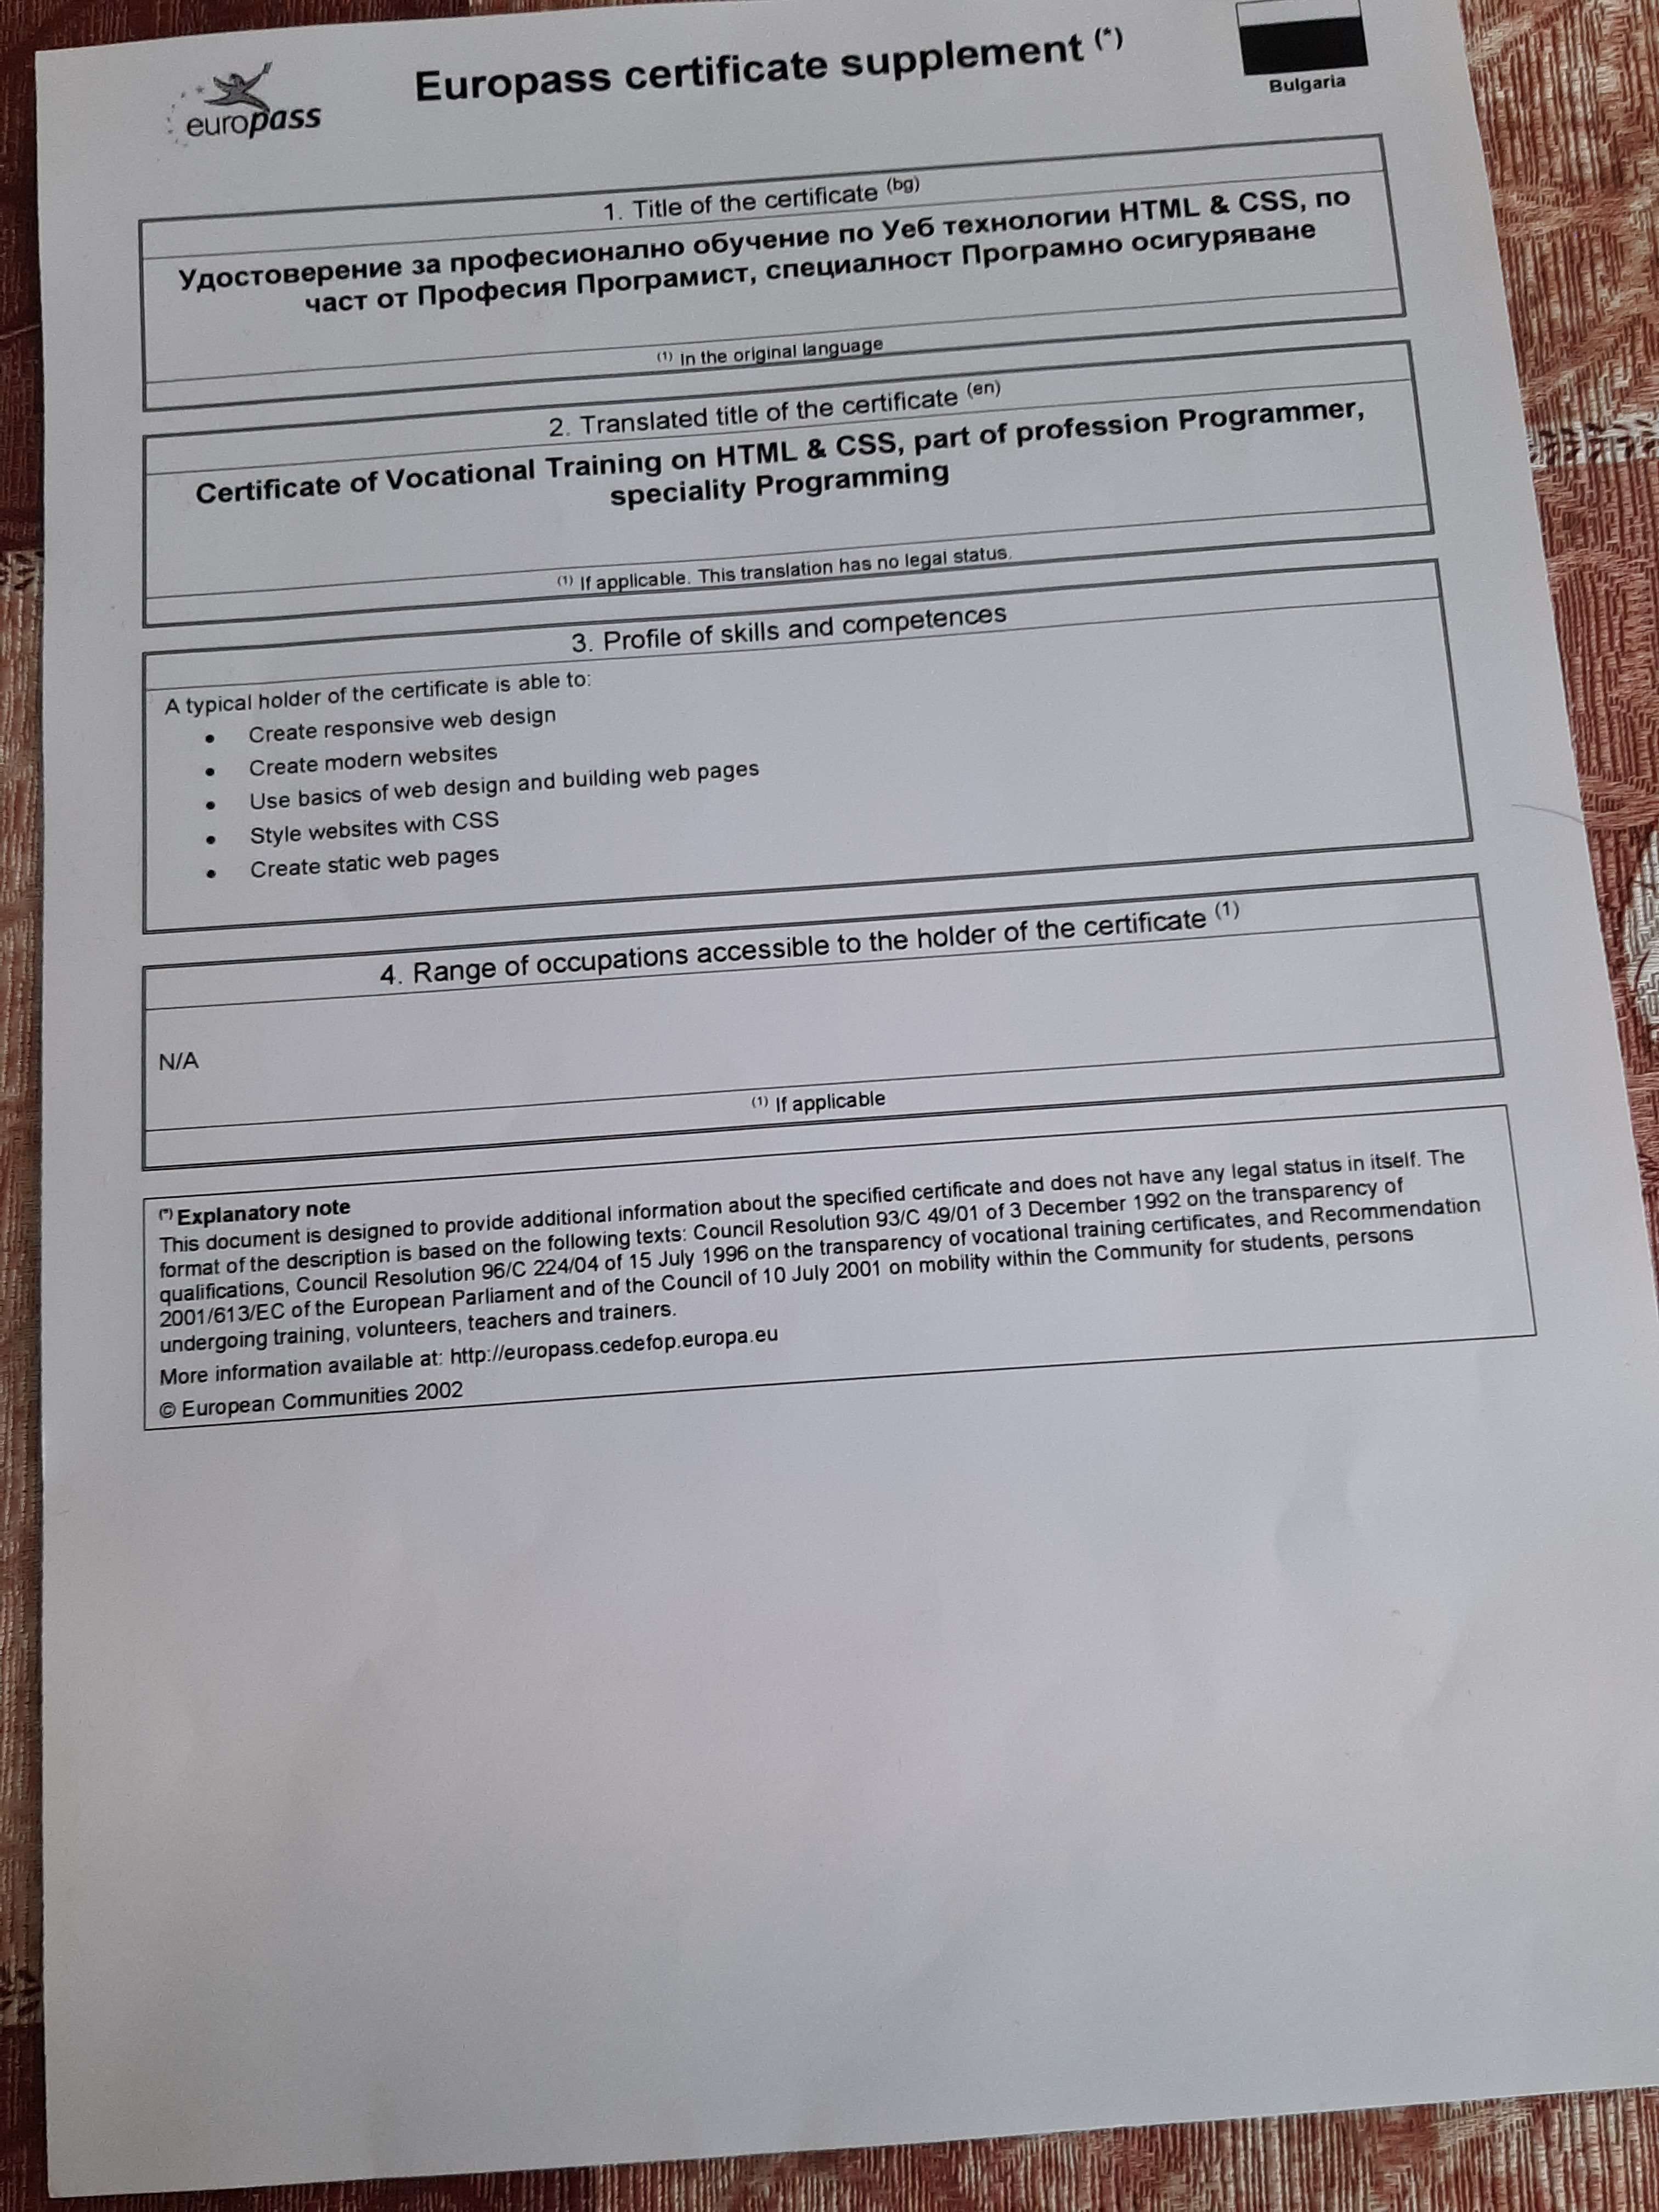 europass
Europass certificate supplement (*)
Bulgaria
1. Title of the certificate (bg)
Удостоверение за професионално обучение по Уеб технологии HTML & CSS, по
част от Професия Програмист, специалност Програмно осигуряване
(1) In the original language
2. Translated title of the certificate (en)
Certificate of Vocational Training on HTML & CSS, part of profession Programmer,
speciality Programming
(1) If applicable. This translation has no legal status.
3. Profile of skills and competences
A typical holder of the certificate is able to:
• Create responsive web design
• Create modern websites
• Use basics of web design and building web pages
• Style websites with CSS
• Create static web pages
4. Range of occupations accessible to the holder of the certificate (1)
N/A
(1) If applicable
(*) Explanatory note
This document is designed to provide additional information about the specified certificate and does not have any legal status in itself. The
format of the description is based on the following texts: Council Resolution 93/C 49/01 of 3 December 1992 on the transparency of
qualifications, Council Resolution 96/C 224/04 of 15 July 1996 on the transparency of vocational training certificates, and Recommendation
2001/613/EC of the European Parliament and of the Council of 10 July 2001 on mobility within the Community for students, persons
undergoing training, volunteers, teachers and trainers.
More information available at: http://europass.cedefop.europa.eu
© European Communities 2002